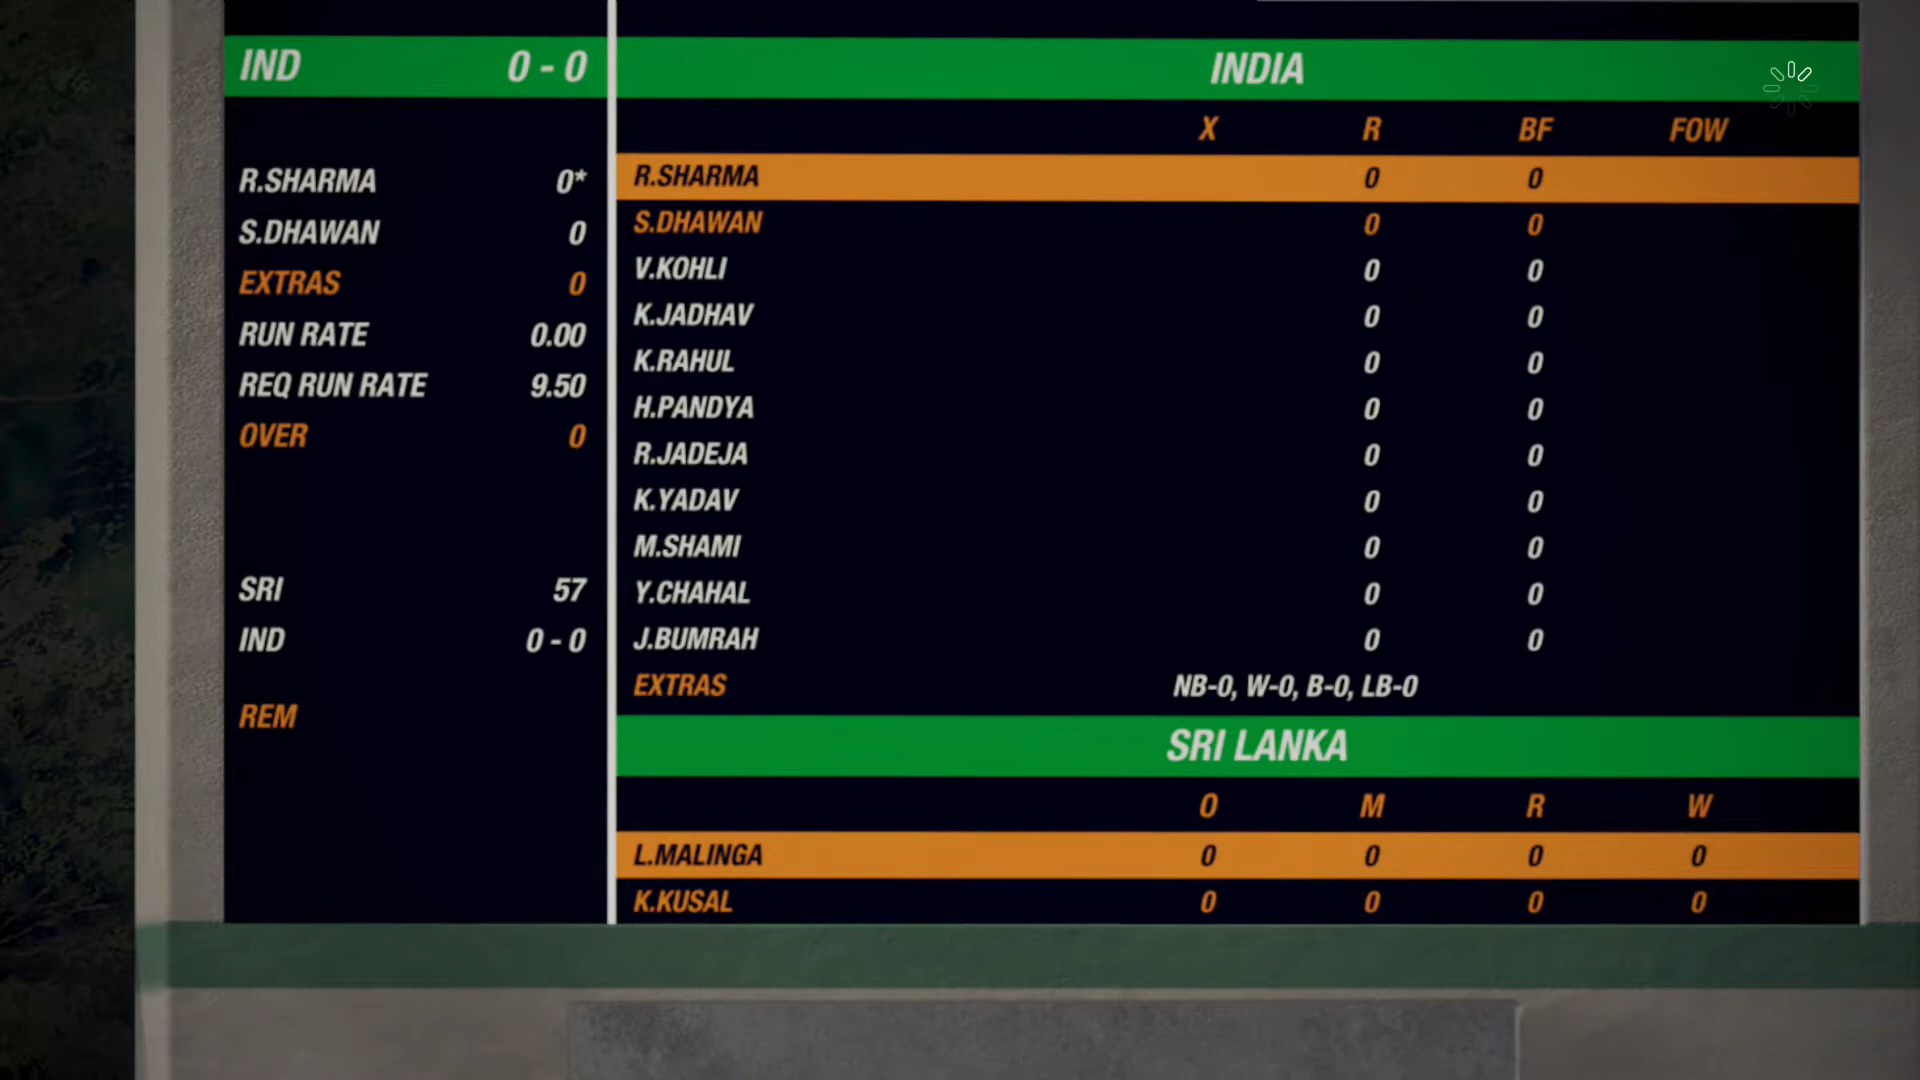 IND 0 - 0
R.SHARMA 0*
S.DHAWAN 0
EXTRAS 0
RUN RATE 0.00
REQ RUN RATE 9.50
OVER 0
SRI 57
IND 0 - 0
REM
INDIA
X R BF FOW
R.SHARMA 0 0
S.DHAWAN 0 0
V.KOHLI 0 0
K.JADHAV 0 0
K.RAHUL 0 0
H.PANDYA 0 0
R.JADEJA 0 0
K.YADAV 0 0
M.SHAMI 0 0
Y.CHAHAL 0 0
J.BUMRAH 0 0
EXTRAS NB-0, W-0, B-0, LB-0
SRI LANKA
O M R W
L.MALINGA 0 0 0 0
K.KUSAL 0 0 0 0